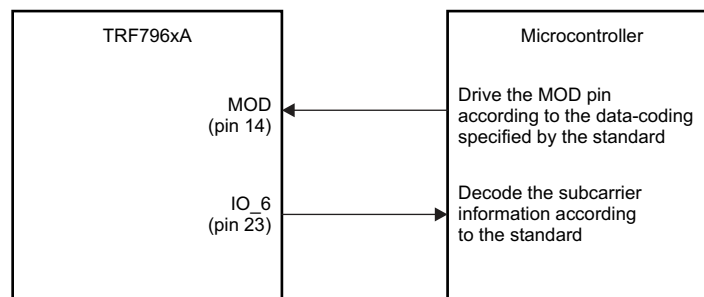 TRF796xA
Microcontroller
MOD
(pin 14)
Drive the MOD pin
according to the data-coding
specified by the standard
IO_6
(pin 23)
Decode the subcarrier
information according
to the standard